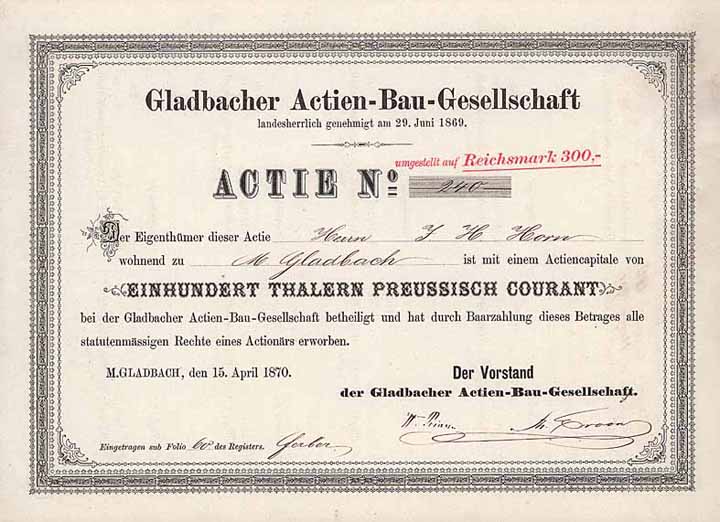 Gladbacher Actien-Bau-Gesellschaft
landesherrlich genehmigt am 29. Juni 1869.
umgestellt auf Reichsmark 300,-
ACTIE No 240
Der Eigenthümer dieser Actie Herrn J H Horn
wohnend zu M Gladbach ist mit einem Actiencapitale von
EINHUNDERT THALERN PREUSSISCH COURANT
bei der Gladbacher Actien-Bau-Gesellschaft betheiligt und hat durch Baarzahlung dieses Betrages alle
statutenmässigen Rechte eines Actionärs erworben.
M.GLADBACH, den 15. April 1870.
Der Vorstand
der Gladbacher Actien-Bau-Gesellschaft.
Eingetragen sub Folio 60 des Registers. Gerber